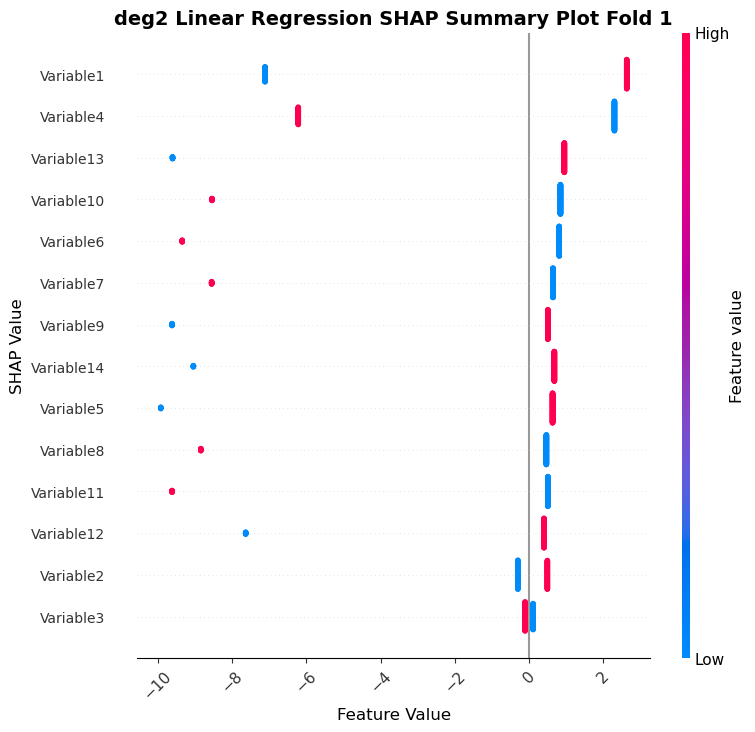 deg2 Linear Regression SHAP Summary Plot Fold 1
High
Variable1
Variable4
Variable13
Variable10
Variable6
Variable7
Variable9
Variable14
Variable5
Variable8
Variable11
Variable12
Variable2
Variable3
SHAP Value
Feature value
Low
−10
−8
−6
−4
−2
0
2
Feature Value